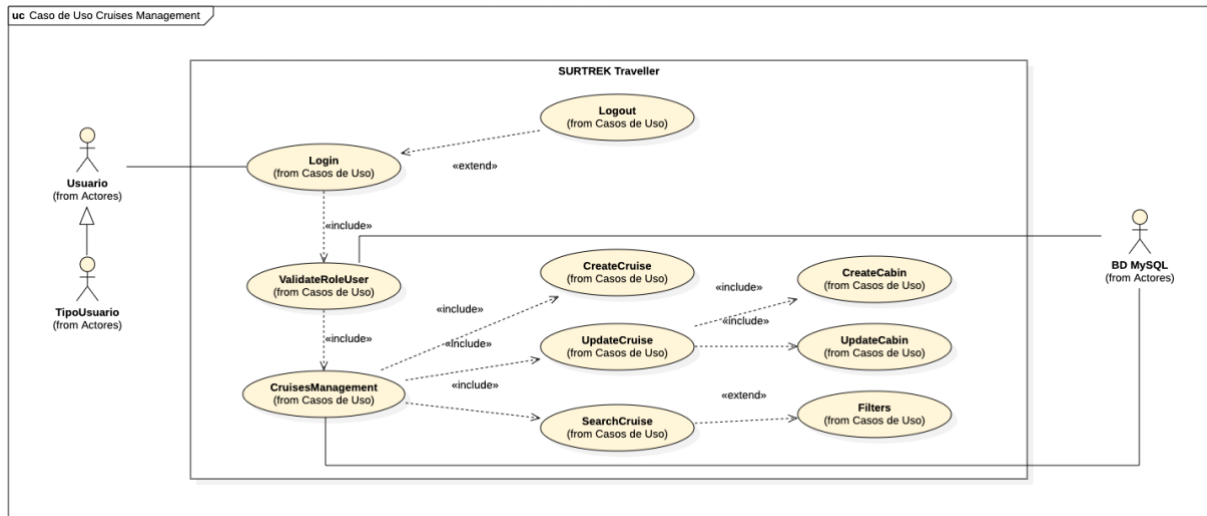 uc Caso de Uso Cruises Management
SURTREK Traveller
Logout
(from Casos de Uso)
Login
(from Casos de Uso)
«extend»
Usuario
(from Actores)
«include»
BD MySQL
(from Actores)
ValidateRoleUser
(from Casos de Uso)
CreateCruise
(from Casos de Uso)
CreateCabin
(from Casos de Uso)
TipoUsuario
(from Actores)
«include»
«include»
«include»
«include»
«include»
UpdateCruise
(from Casos de Uso)
UpdateCabin
(from Casos de Uso)
CruisesManagement
(from Casos de Uso)
«include»
«extend»
SearchCruise
(from Casos de Uso)
Filters
(from Casos de Uso)